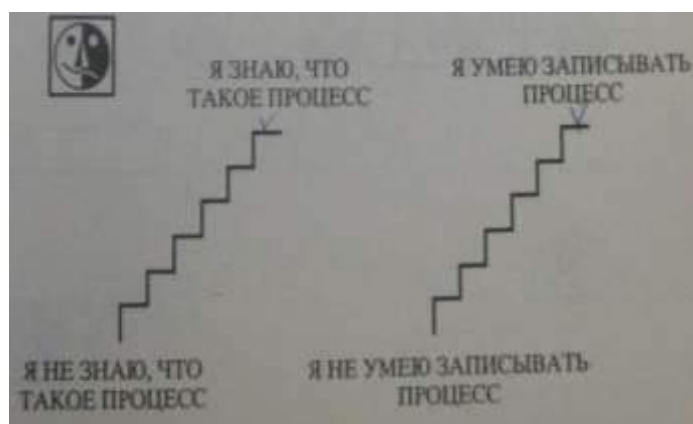 Я ЗНАЮ, ЧТО
ТАКОЕ ПРОЦЕСС
Я УМЕЮ ЗАПИСЫВАТЬ
ПРОЦЕСС
Я НЕ ЗНАЮ, ЧТО
ТАКОЕ ПРОЦЕСС
Я НЕ УМЕЮ ЗАПИСЫВАТЬ
ПРОЦЕСС